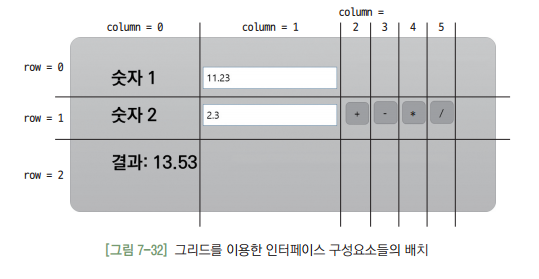 column =
column = 0 column = 1 2 3 4 5
row = 0 숫자 1 11.23
row = 1 숫자 2 2.3 + - * /
결과: 13.53
row = 2
[그림 7-32] 그리드를 이용한 인터페이스 구성요소들의 배치